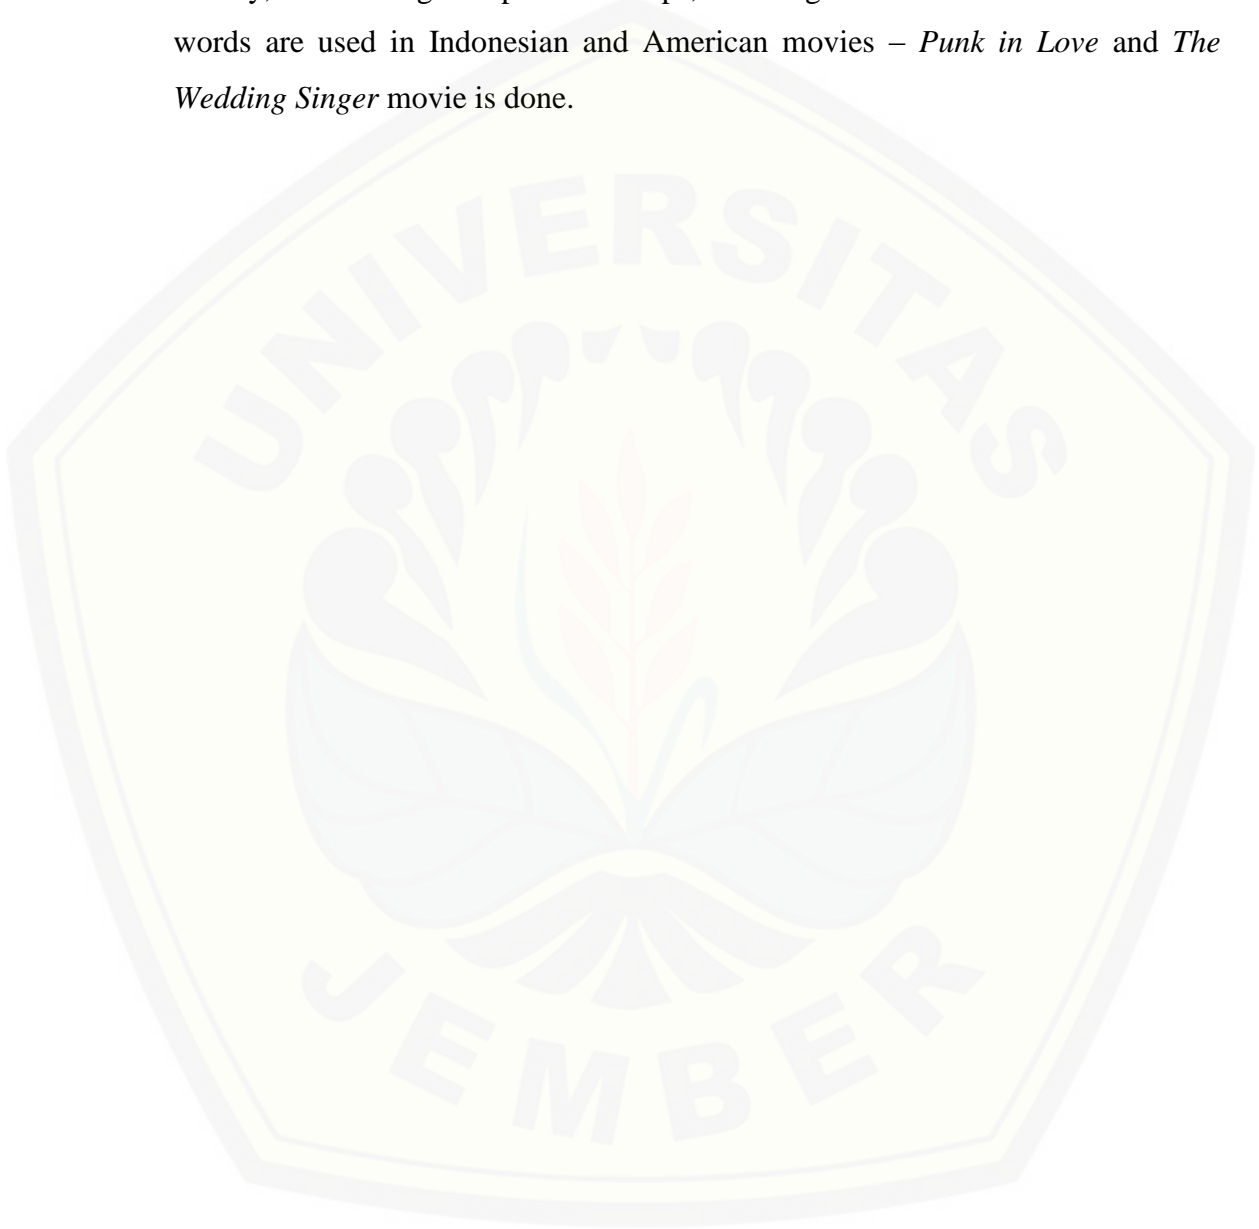 words are used in Indonesian and American movies – Punk in Love and The
Wedding Singer movie is done.
UNIVERSITAS
JEMBER